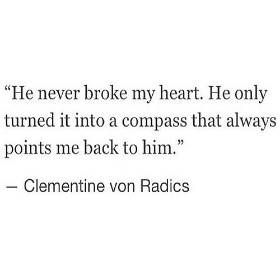 “He never broke my heart. He only
turned it into a compass that always
points me back to him.”
— Clementine von Radics